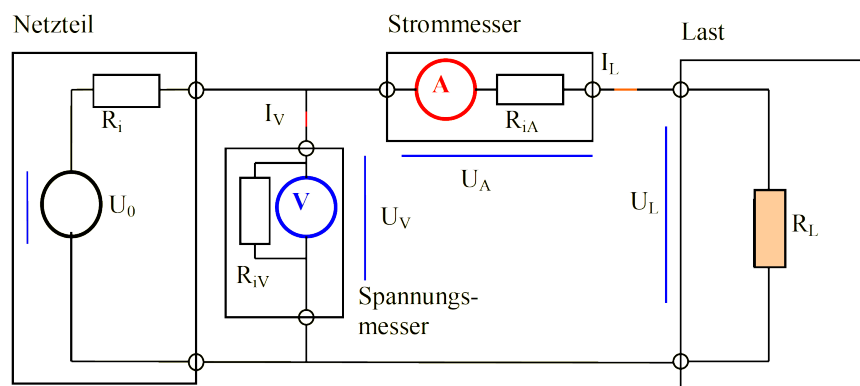 Netzteil
Strommesser
Last
I_L
A
I_V
R_i
R_iA
U_A
U_0
V
U_V
U_L
R_L
R_iV
Spannungs-
messer